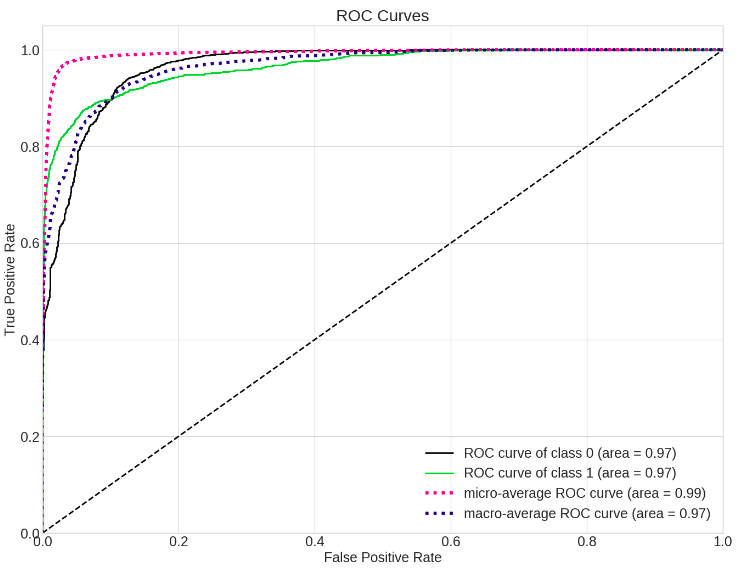 ROC Curves
1.0
0.8
0.6
0.4
0.2
0.0
True Positive Rate
ROC curve of class 0 (area = 0.97)
ROC curve of class 1 (area = 0.97)
micro-average ROC curve (area = 0.99)
macro-average ROC curve (area = 0.97)
0.0 0.2 0.4 0.6 0.8 1.0
False Positive Rate